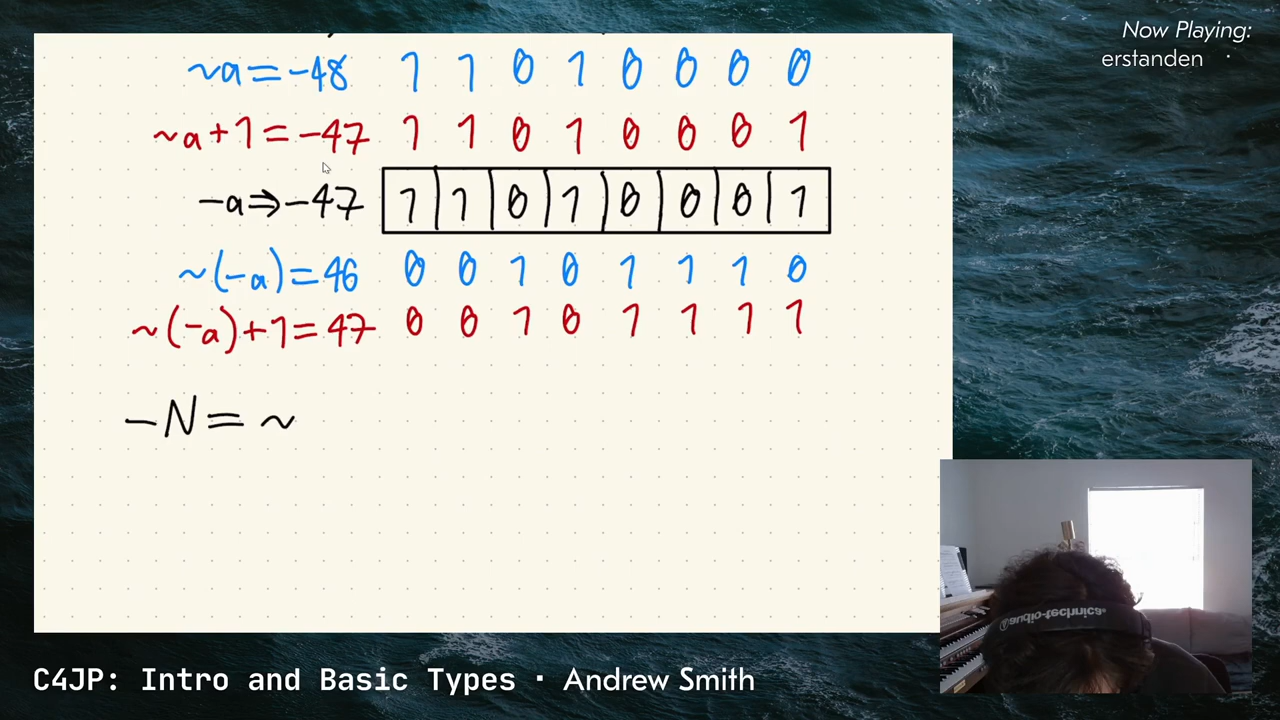 Now Playing:
erstanden
~a=-48 1 1 0 1 0 0 0 0
~a+1=-47 1 1 0 1 0 0 0 1
-a⇒-47 1 1 0 1 0 0 0 1
~(-a)=46 0 0 1 0 1 1 1 0
~(-a)+1=47 0 0 1 0 1 1 1 1
-N=~
audio-technica
C4JP: Intro and Basic Types · Andrew Smith